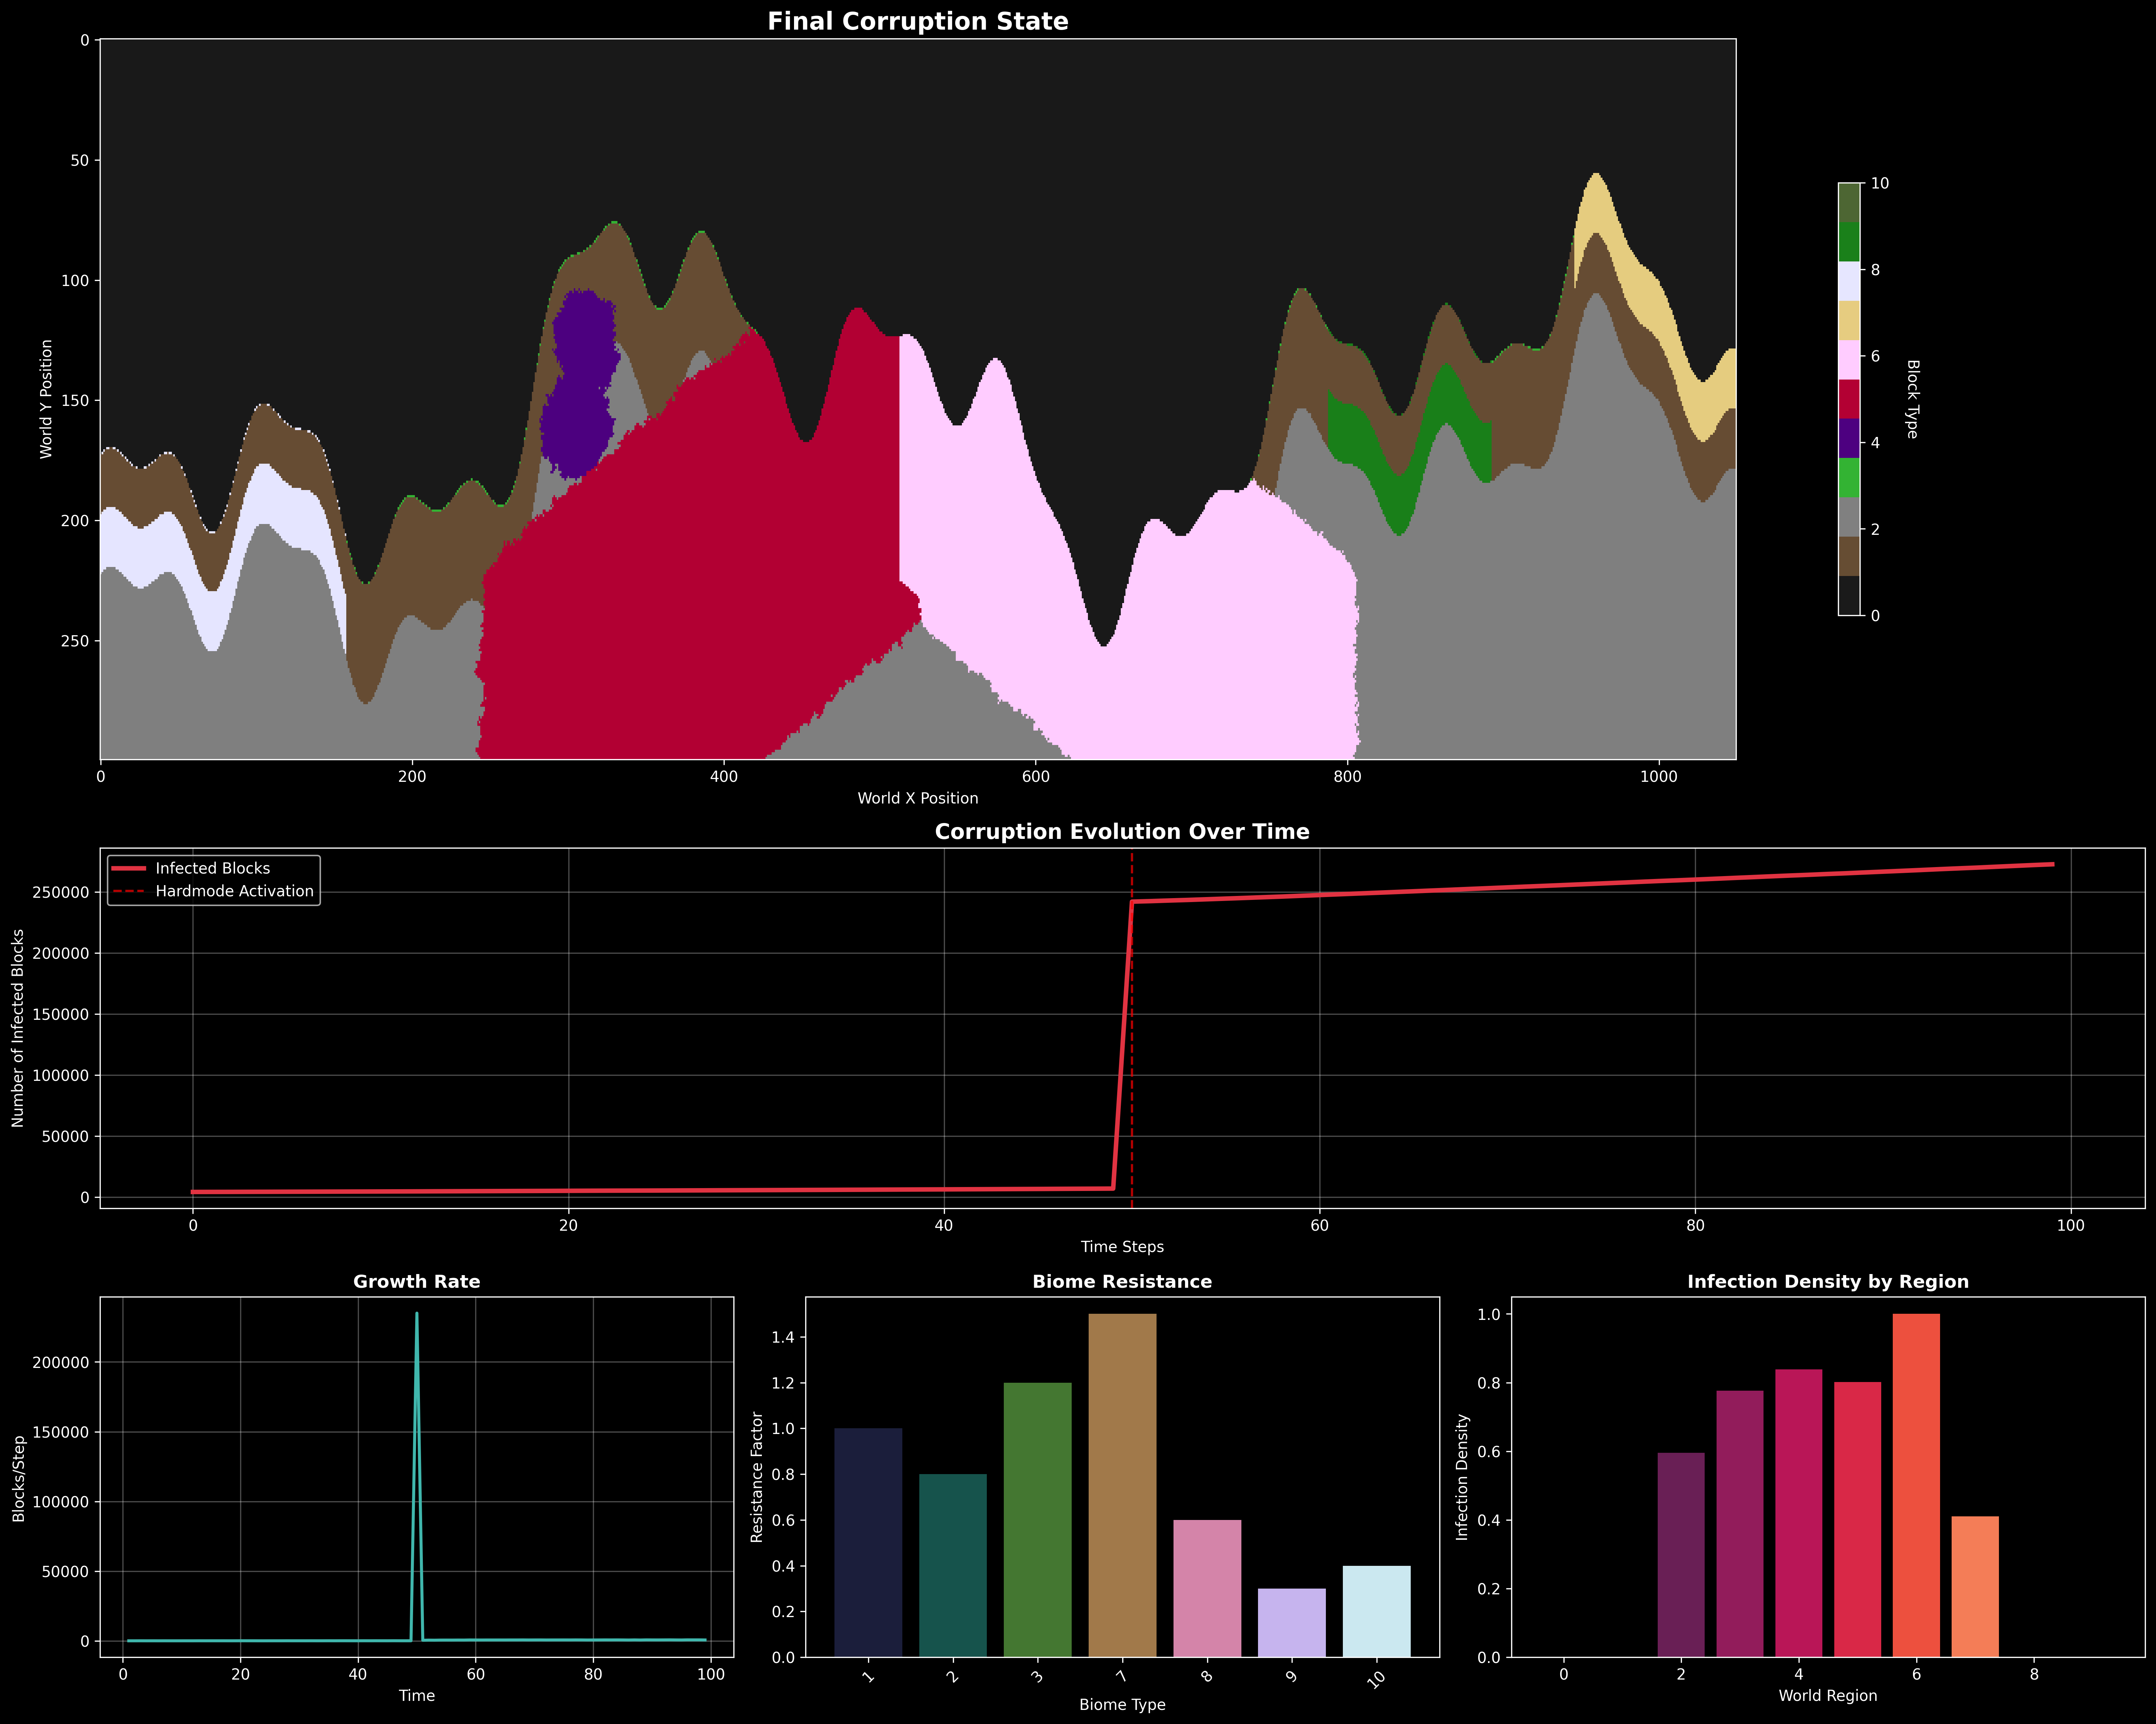 Final Corruption State
0
50
100
150
200
250
World Y Position
0 200 400 600 800 1000
World X Position
10
8
6
4
2
0
Block Type
Corruption Evolution Over Time
Infected Blocks
Hardmode Activation
250000
200000
150000
100000
50000
0
Number of Infected Blocks
0 20 40 60 80 100
Time Steps
Growth Rate
200000
150000
100000
50000
0
Blocks/Step
0 20 40 60 80 100
Time
Biome Resistance
1.4
1.2
1.0
0.8
0.6
0.4
0.2
0.0
Resistance Factor
1 2 3 7 8 9 10
Biome Type
Infection Density by Region
1.0
0.8
0.6
0.4
0.2
0.0
Infection Density
0 2 4 6 8
World Region